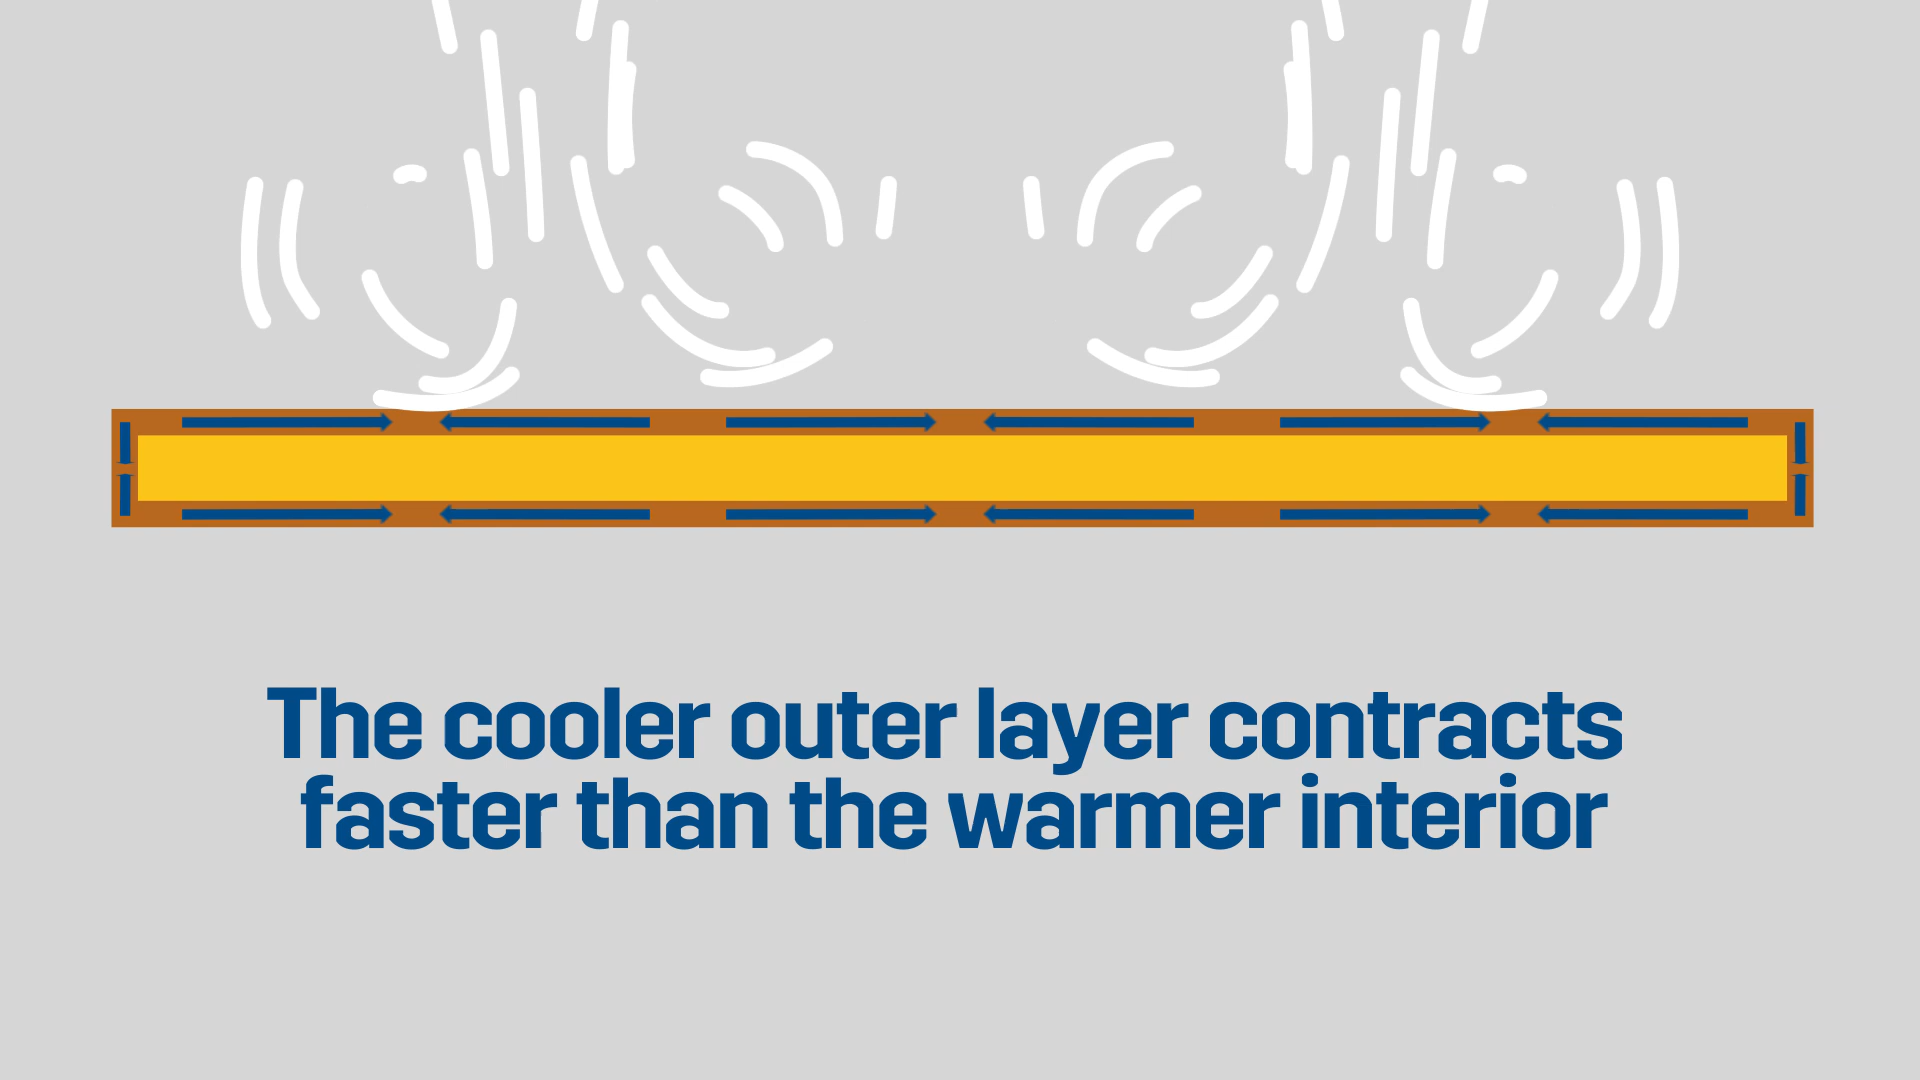 The cooler outer layer contracts
faster than the warmer interior